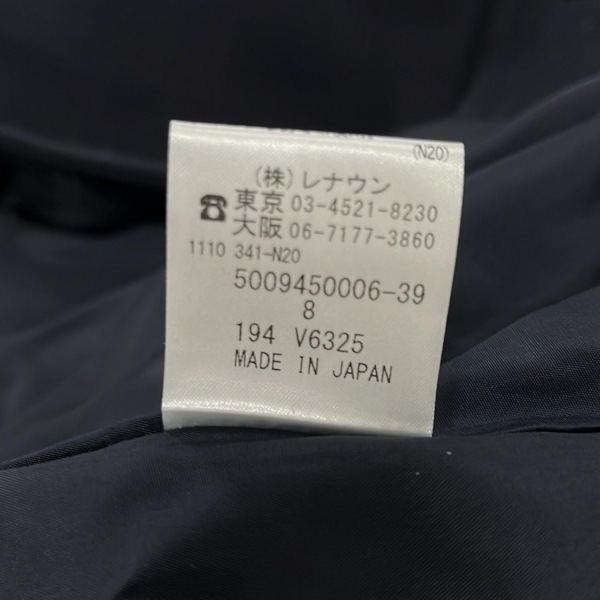 (N20)
(株)レナウン
☎東京 03-4521-8230
大阪 06-7177-3860
1110 341-N20
5009450006-39
8
194 V6325
MADE IN JAPAN